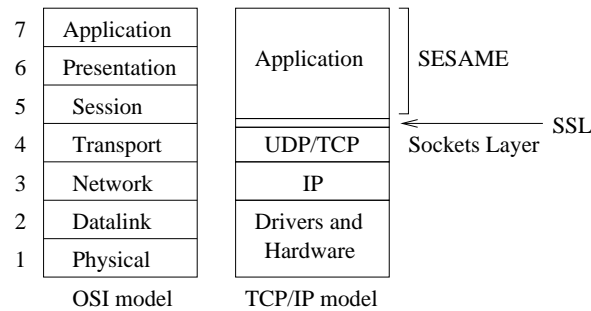 7 Application
6 Presentation
5 Session
4 Transport
3 Network
2 Datalink
1 Physical
OSI model
Application
UDP/TCP
IP
Drivers and
Hardware
TCP/IP model
SESAME
SSL
Sockets Layer